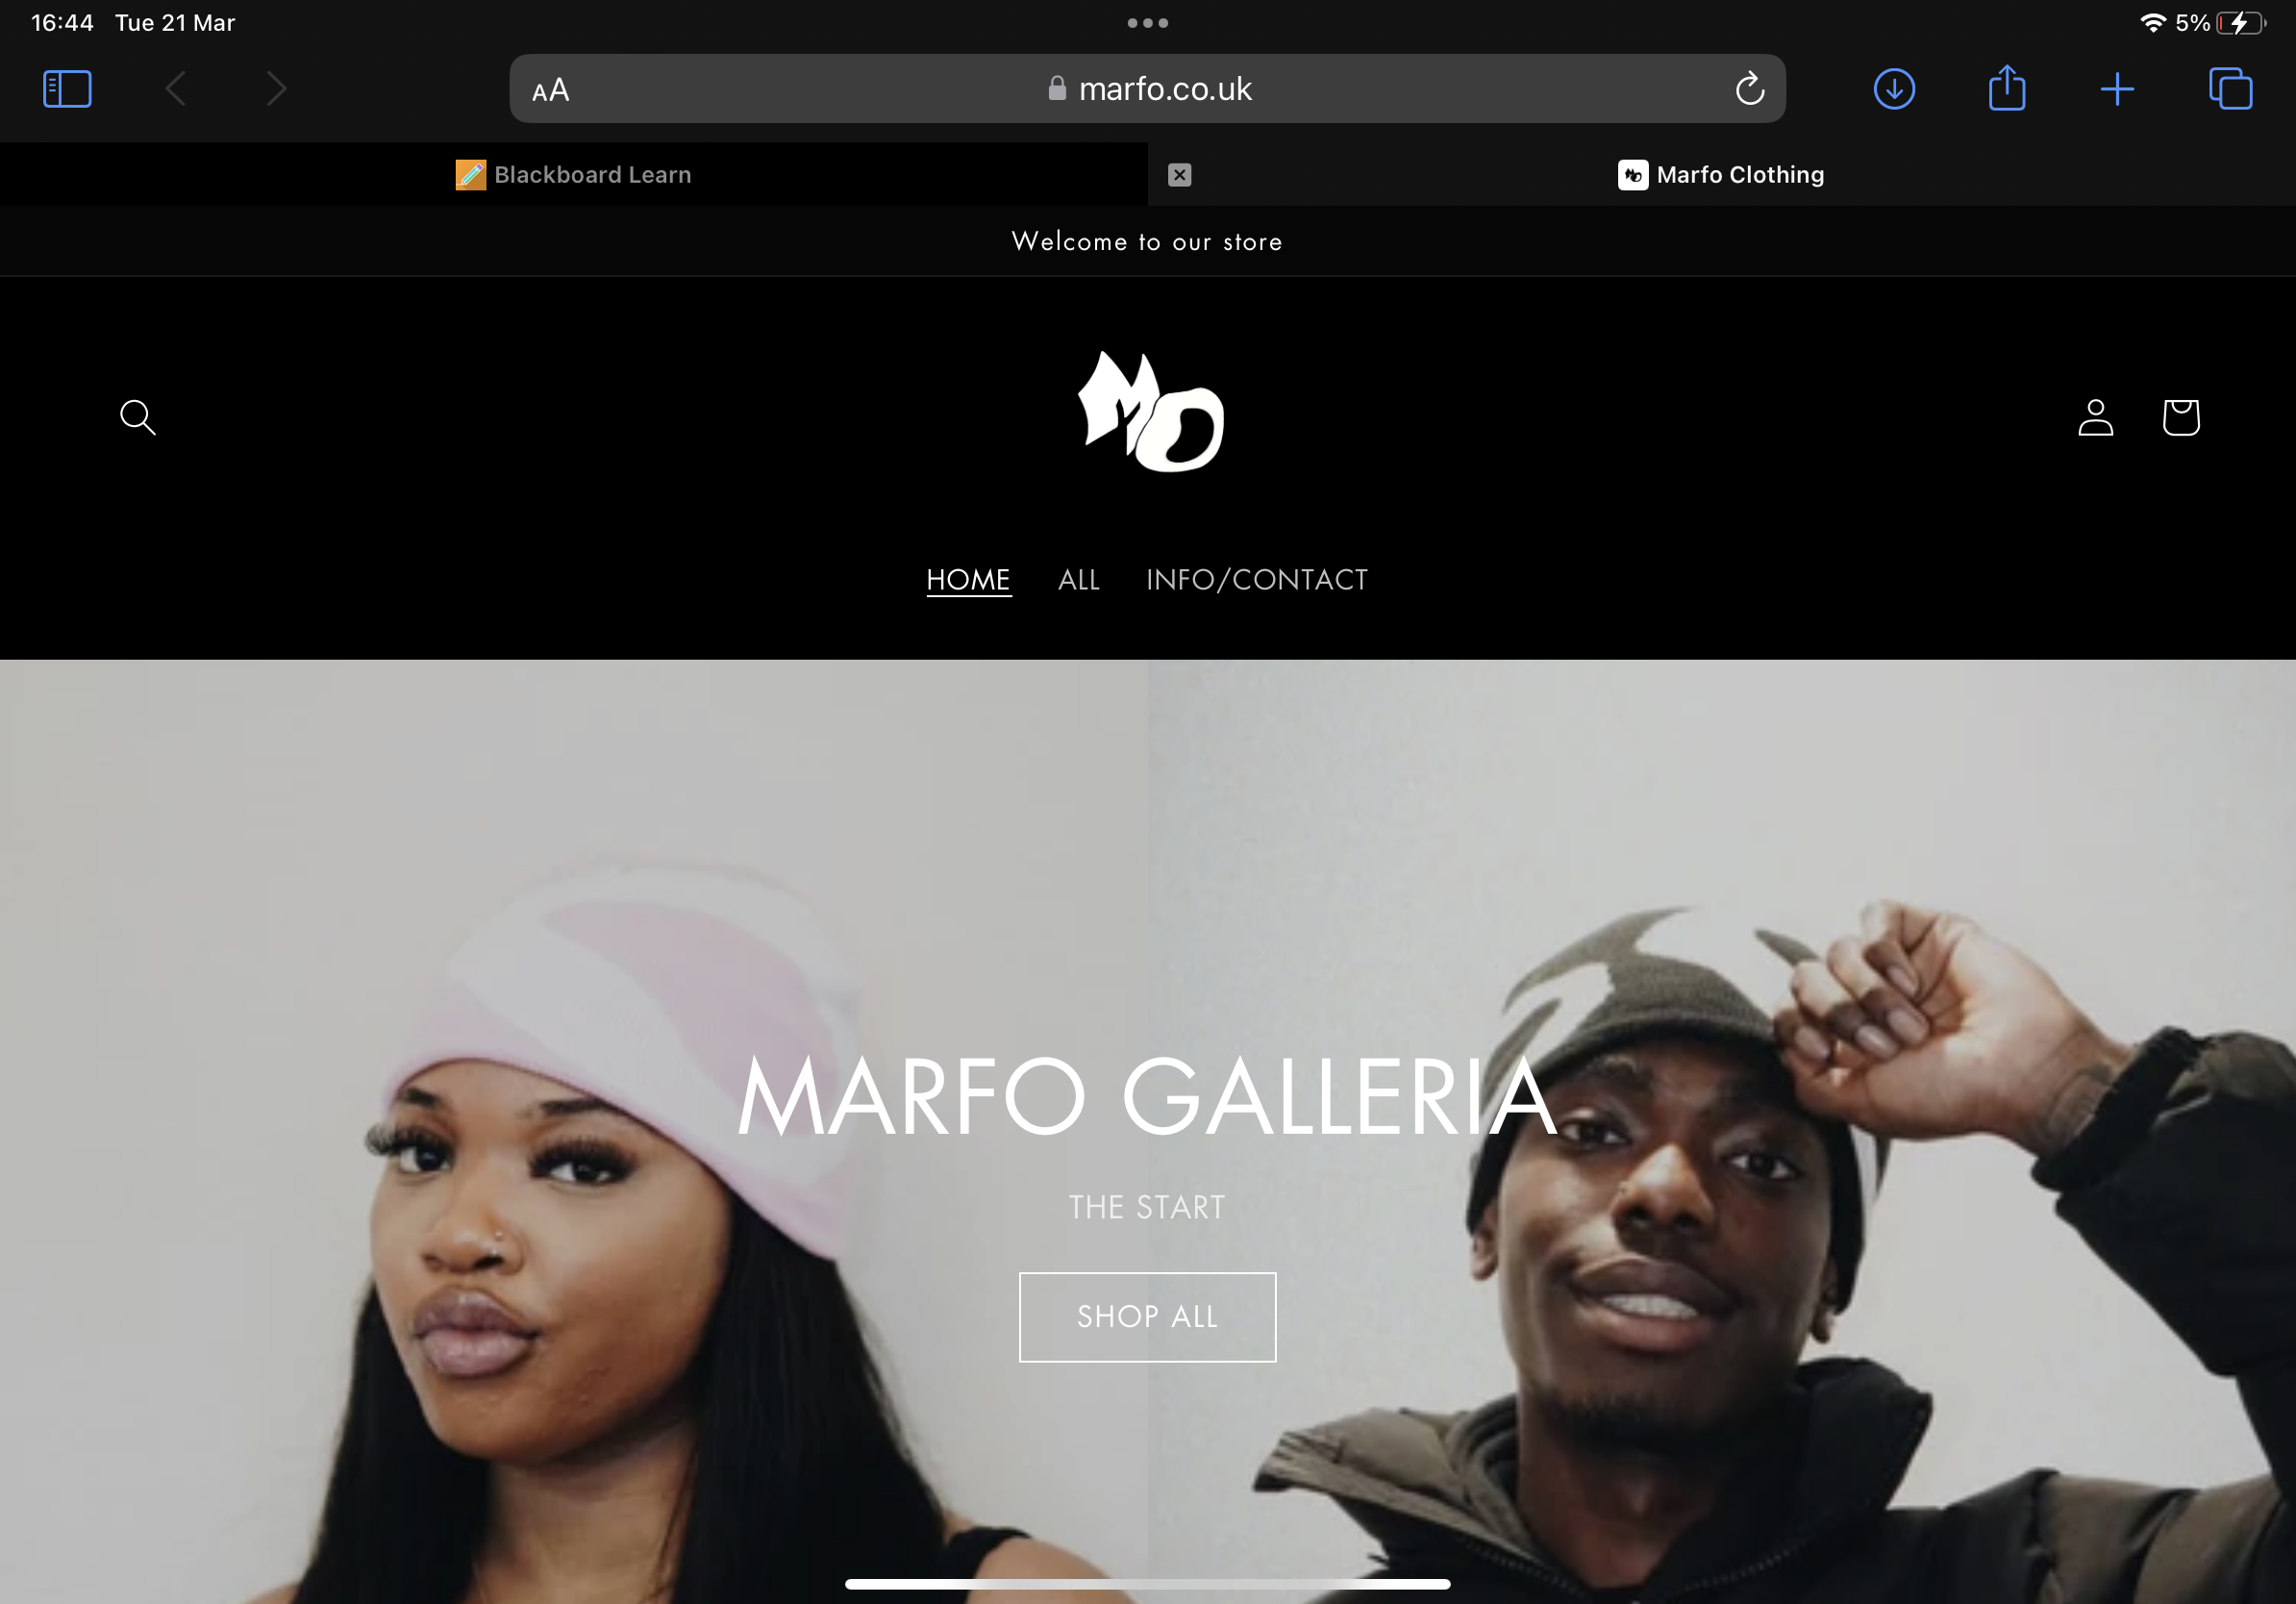 16:44 Tue 21 Mar
5%
AA
marfo.co.uk
Blackboard Learn
MO Marfo Clothing
Welcome to our store
MO
HOME ALL INFO/CONTACT
MARFO GALLERIA
THE START
SHOP ALL